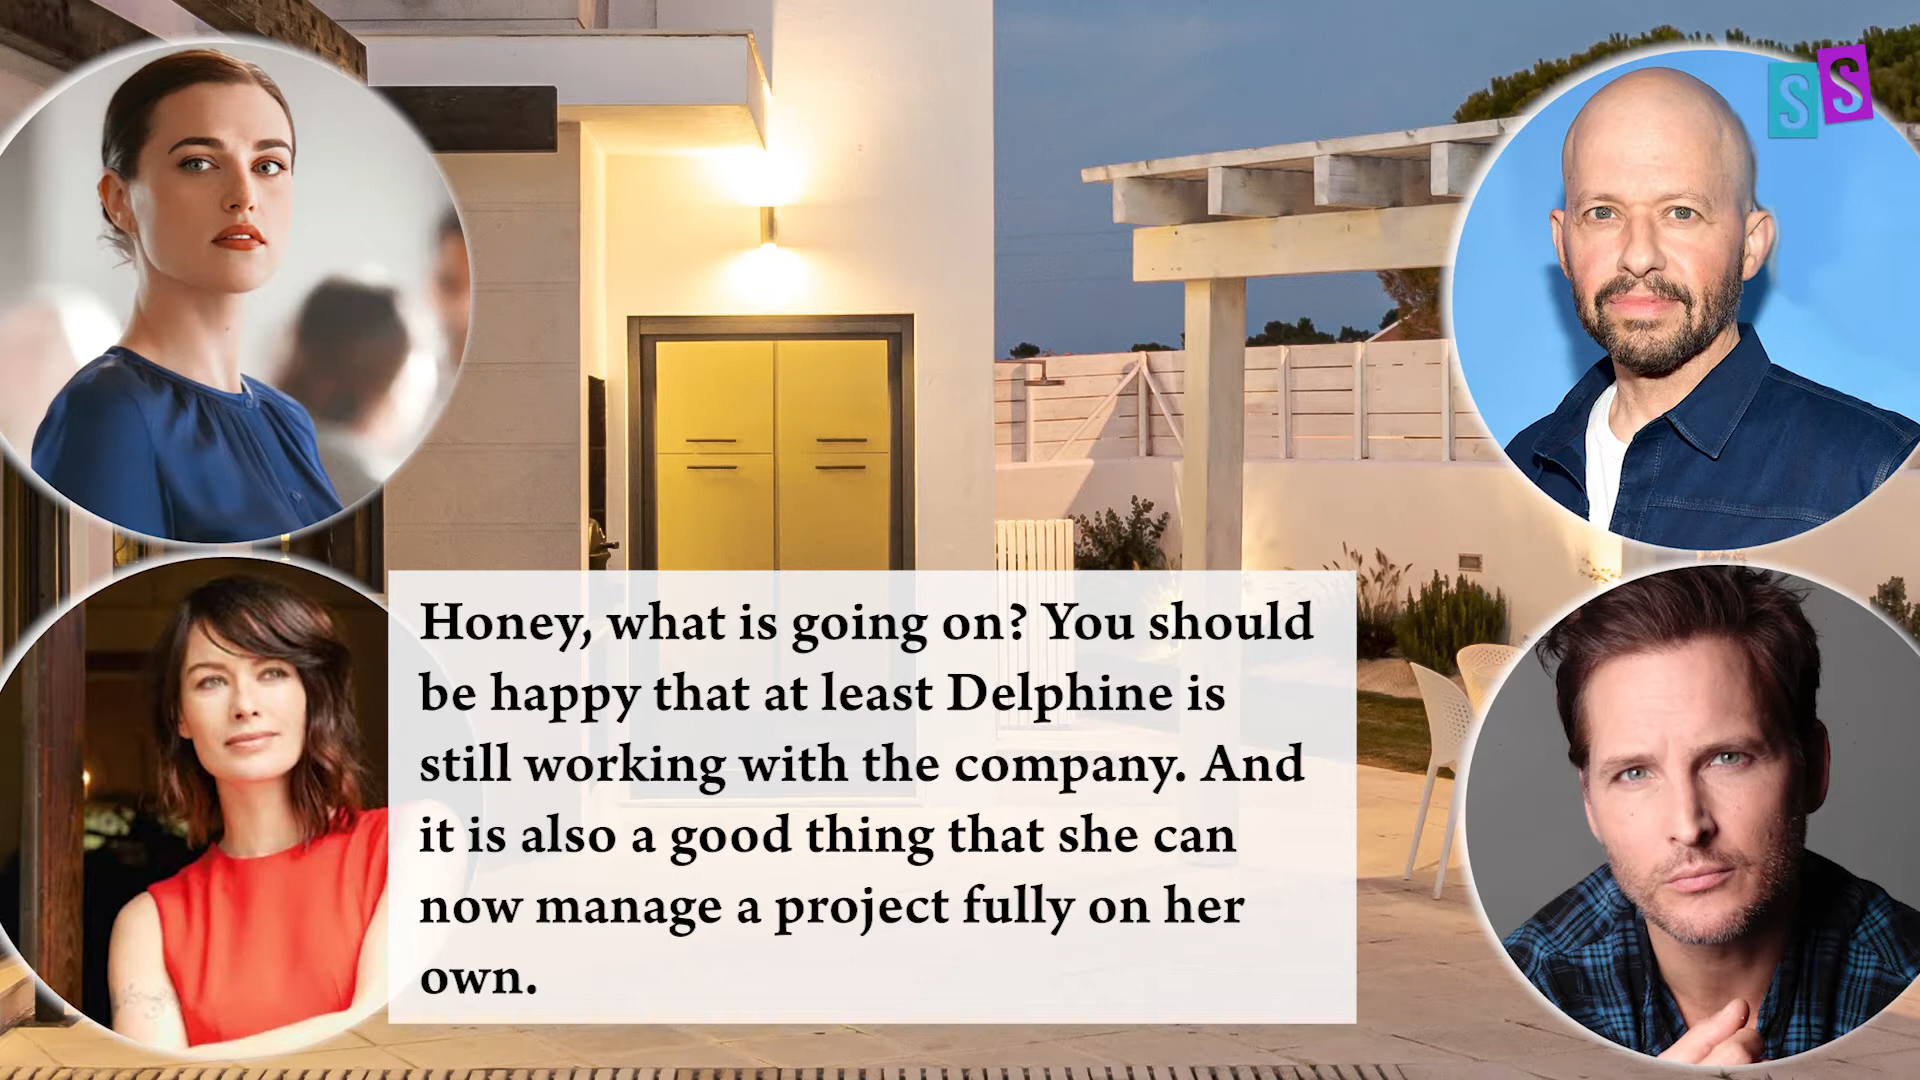 SS
Honey, what is going on? You should
be happy that at least Delphine is
still working with the company. And
it is also a good thing that she can
now manage a project fully on her
own.